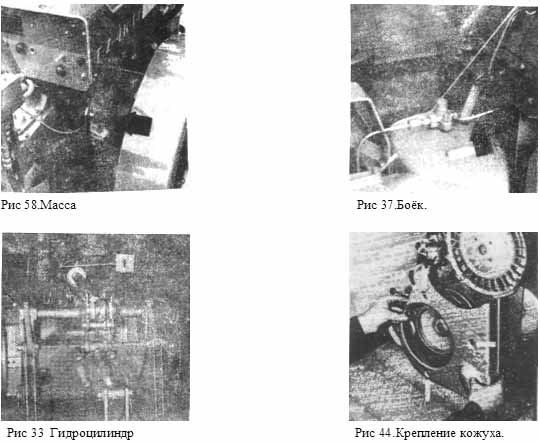 Рис 58.Масса
Рис 37.Боёк.
Рис 33 Гидроцилиндр
Рис 44.Крепление кожуха.